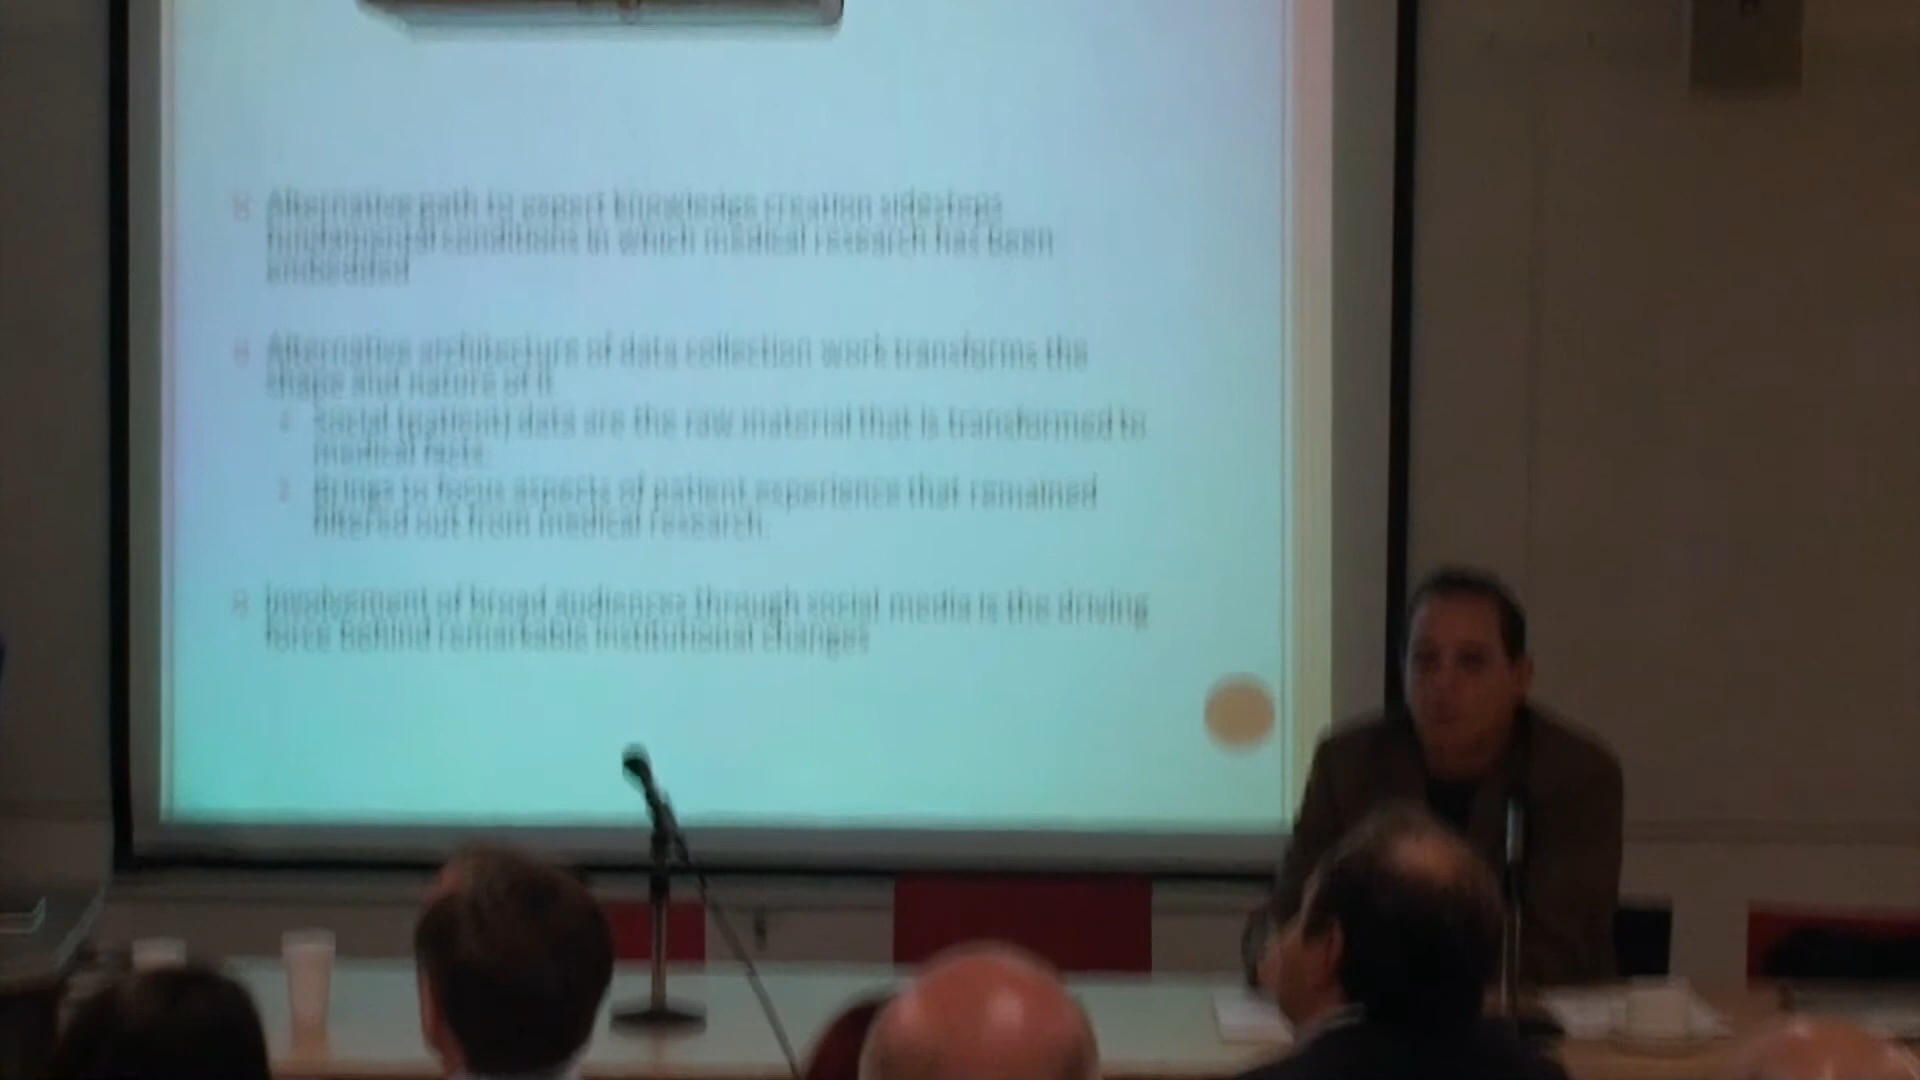 Alternative path to expert knowledge creation sidesteps
fundamental conditions in which medical research has been
embedded
Alternative architecture of data collection work transforms the
shape and nature of it
Social (patient) data are the raw material that is transformed to
medical facts
2. Brings to focus aspects of patient experience that remained
filtered out from medical research.
Involvement of broad audiences through social media is the driving
force behind remarkable institutional changes